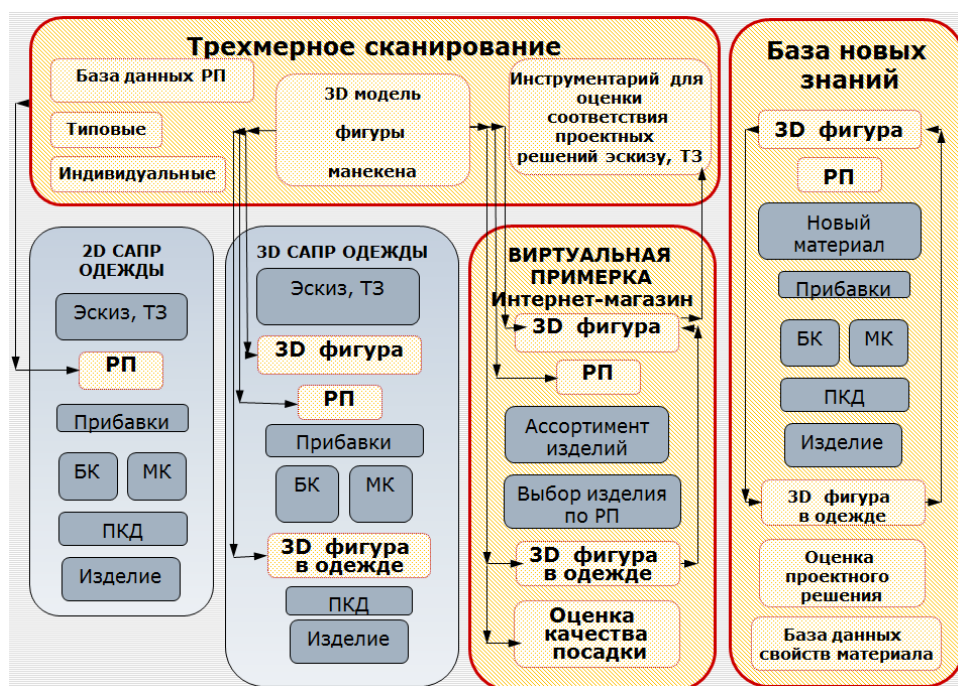 Трехмерное сканирование
База данных РП
Типовые
Индивидуальные
3D модель
фигуры
манекена
Инструментарий для
оценки
соответствия
проектных
решений эскизу, ТЗ
2D САПР
ОДЕЖДЫ
Эскиз, ТЗ
РП
Прибавки
БК
МК
ПКД
Изделие
3D САПР ОДЕЖДЫ
Эскиз, ТЗ
3D фигура
РП
Прибавки
БК
МК
3D фигура
в одежде
ПКД
Изделие
ВИРТУАЛЬНАЯ
ПРИМЕРКА
Интернет-магазин
3D фигура
РП
Ассортимент
изделий
Выбор изделия
по РП
3D фигура
в одежде
Оценка
качества
посадки
База новых
знаний
3D фигура
РП
Новый
материал
Прибавки
БК
МК
ПКД
Изделие
3D фигура
в одежде
Оценка
проектного
решения
База данных
свойств материала